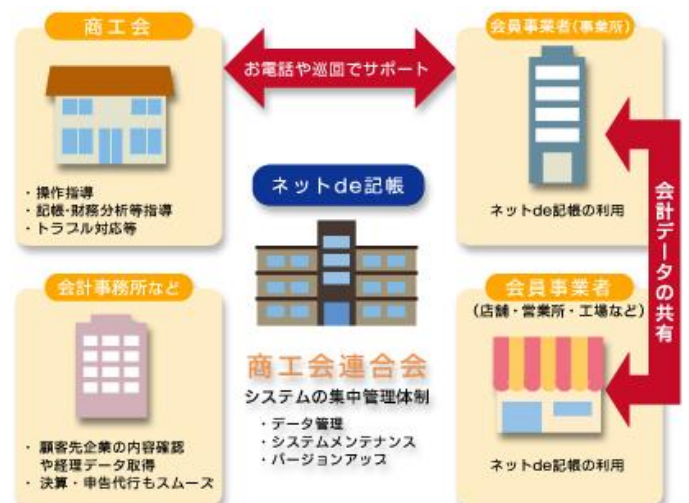 商工会
・操作指導
・記帳・財務分析等指導
・トラブル対応等
お電話や巡回でサポート
会員事業者(事業所)
ネットde記帳の利用
ネットde記帳
商工会連合会
システムの集中管理体制
・データ管理
・システムメンテナンス
・バージョンアップ
会計データの共有
会計事務所など
・顧客先企業の内容確認
や経理データ取得
・決算・申告代行もスムーズ
会員事業者
(店舗・営業所・工場など)
ネットde記帳の利用